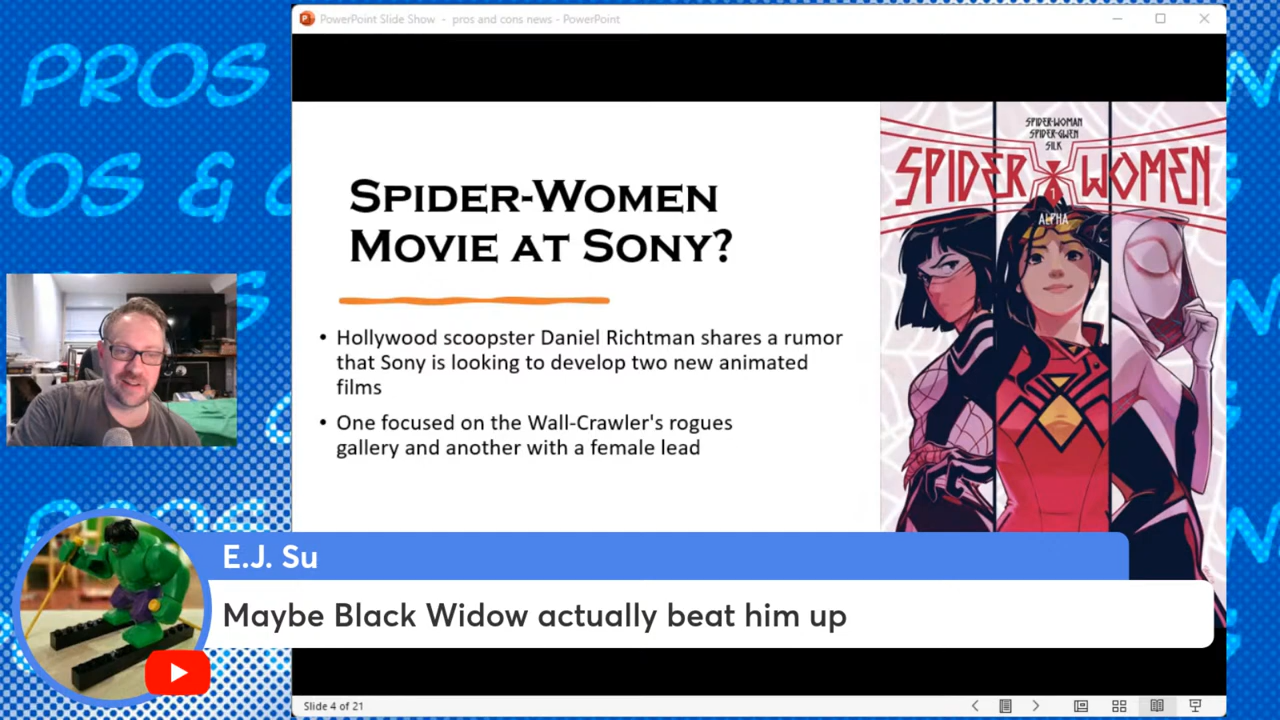 PowerPoint Slide Show - pros and cons news - PowerPoint
PROS
OS & C
SPIDER-WOMEN
MOVIE AT SONY?
• Hollywood scoopster Daniel Richtman shares a rumor
that Sony is looking to develop two new animated
films
• One focused on the Wall-Crawler's rogues
gallery and another with a female lead
SPIDER-WOMAN
SPIDER-GWEN
SILK
SPIDER WOMEN
ALPHA
E.J. Su
Maybe Black Widow actually beat him up
Slide 4 of 21